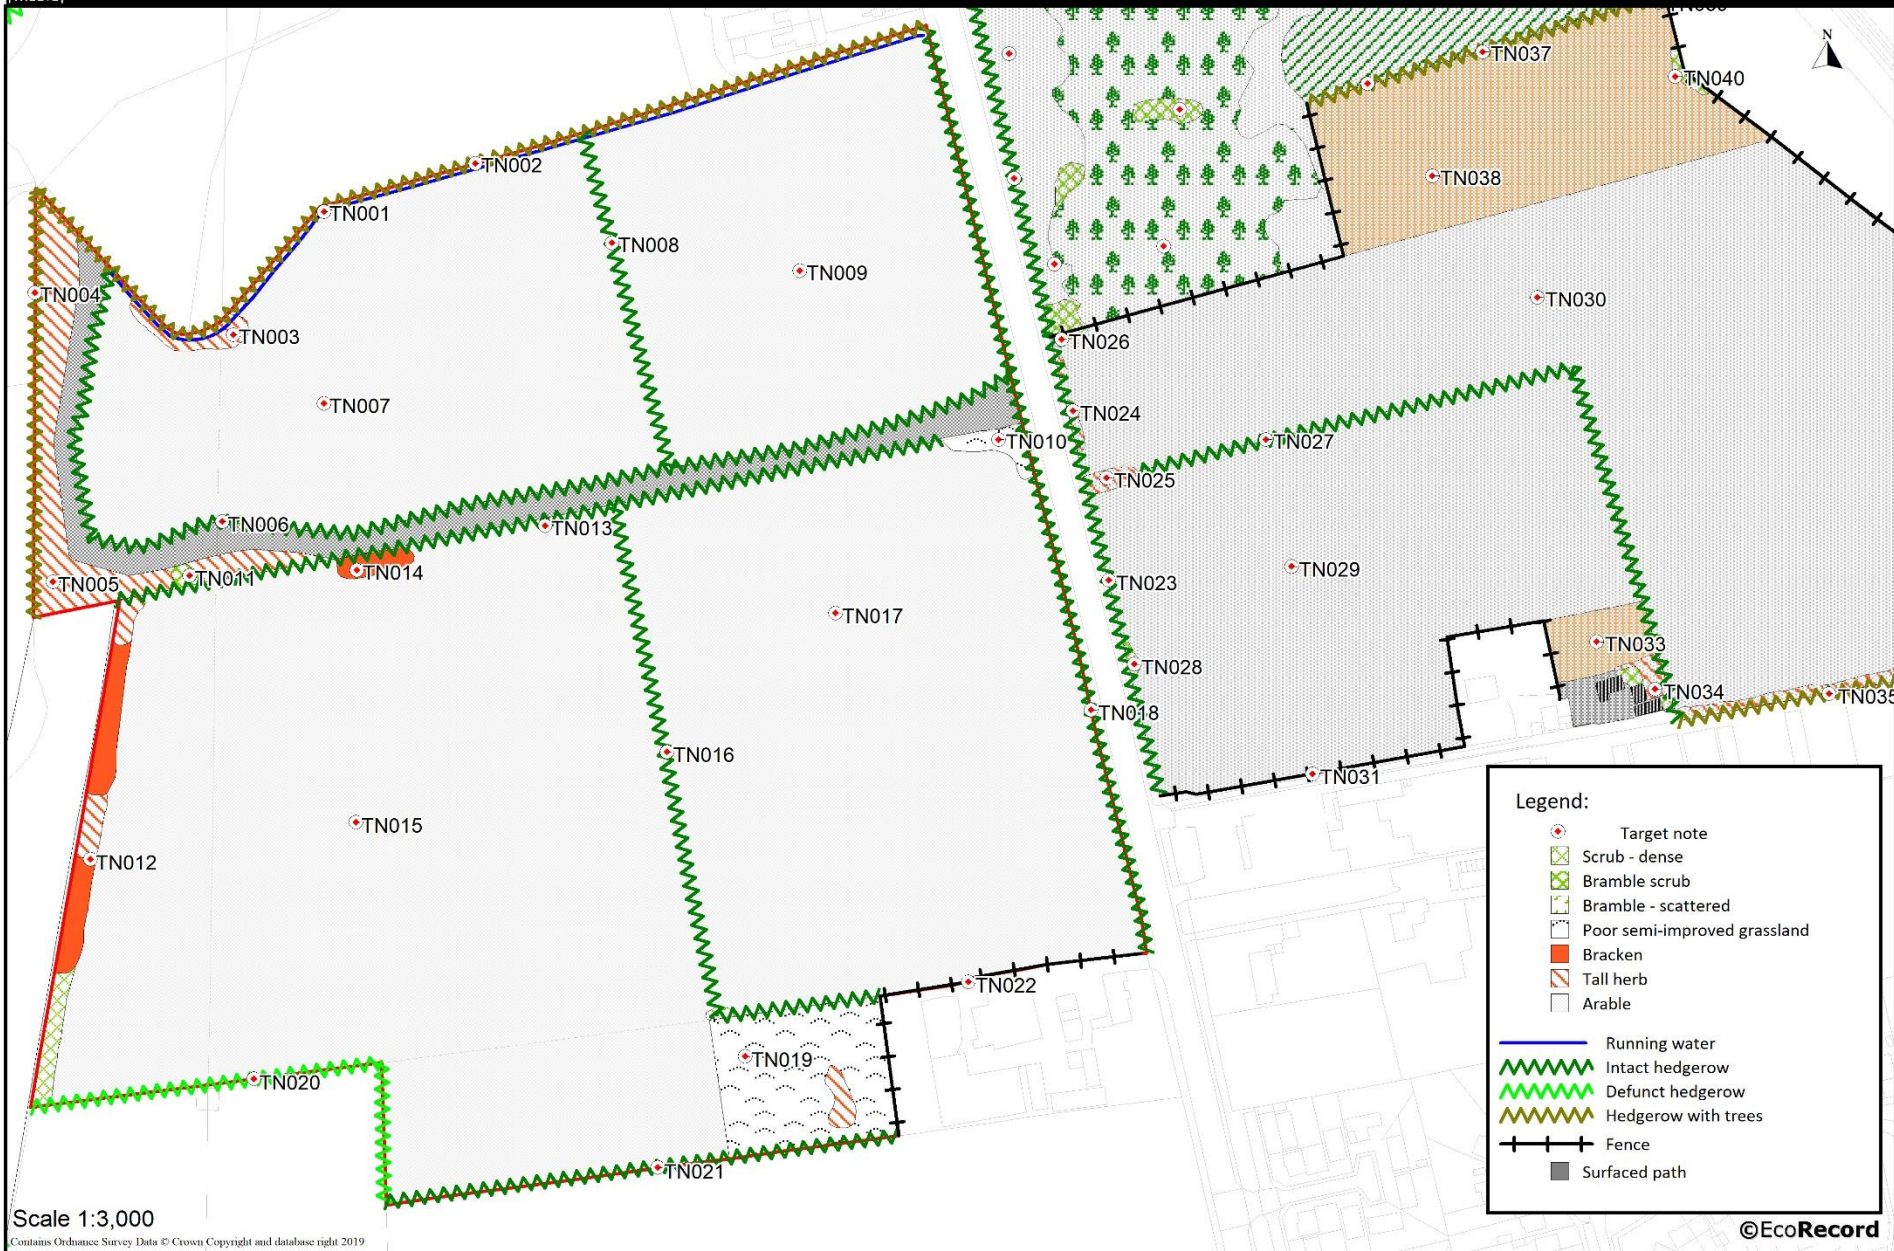 TN037
N
TN040
TN002
TN038
TN001
TN008
TN009
TN004
TN030
TN003
TN026
TN007
TN024
TN027
TN010
TN025
TN006
TN013
TN014
TN029
TN011
TN005
TN023
TN017
TN033
TN028
TN034
TN035
TN018
TN016
TN031
TN015
TN012
TN022
TN019
TN020
TN021
Legend:
Target note
Scrub - dense
Bramble scrub
Bramble - scattered
Poor semi-improved grassland
Bracken
Tall herb
Arable
Running water
Intact hedgerow
Defunct hedgerow
Hedgerow with trees
Fence
Surfaced path
Scale 1:3,000
Contains Ordnance Survey Data © Crown Copyright and database right 2019
©EcoRecord